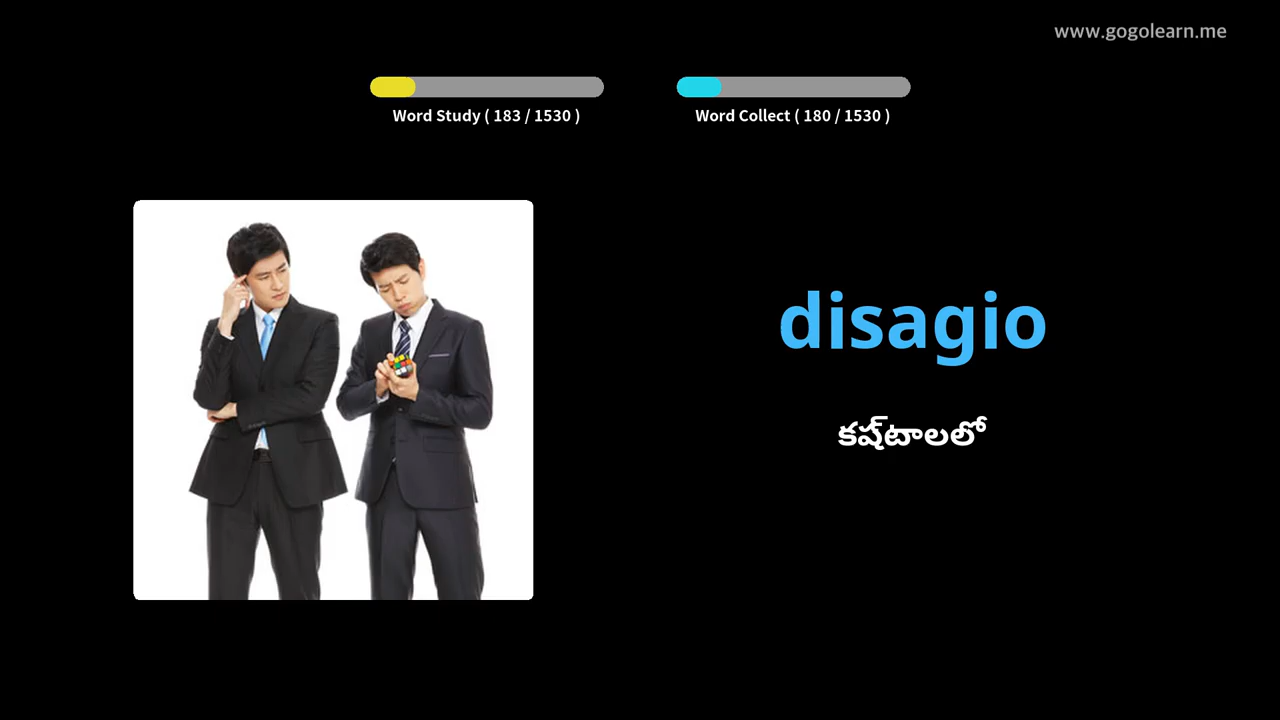 www.gogolearn.me
Word Study ( 183 / 1530 )
Word Collect ( 180 / 1530 )
disagio
కష్‌టాలలో